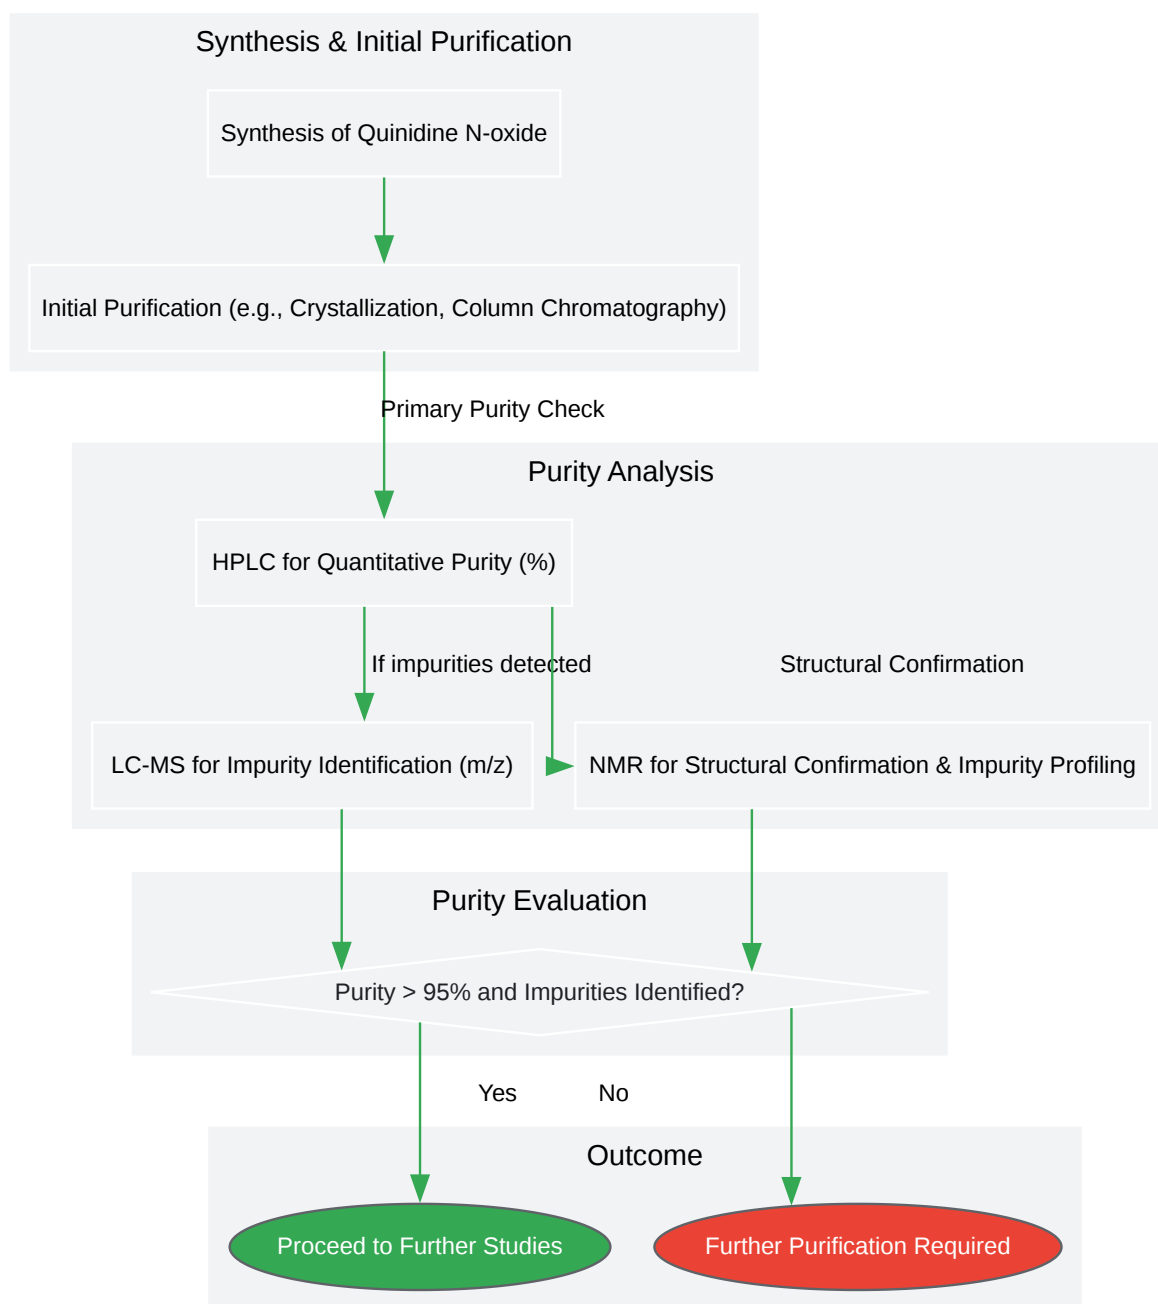 Synthesis & Initial Purification
Synthesis of Quinidine N-oxide
Initial Purification (e.g., Crystallization, Column Chromatography)
Primary Purity Check
Purity Analysis
HPLC for Quantitative Purity (%)
If impurities detected
Structural Confirmation
LC-MS for Impurity Identification (m/z)
NMR for Structural Confirmation & Impurity Profiling
Purity Evaluation
Purity > 95% and Impurities Identified?
Yes
No
Outcome
Proceed to Further Studies
Further Purification Required